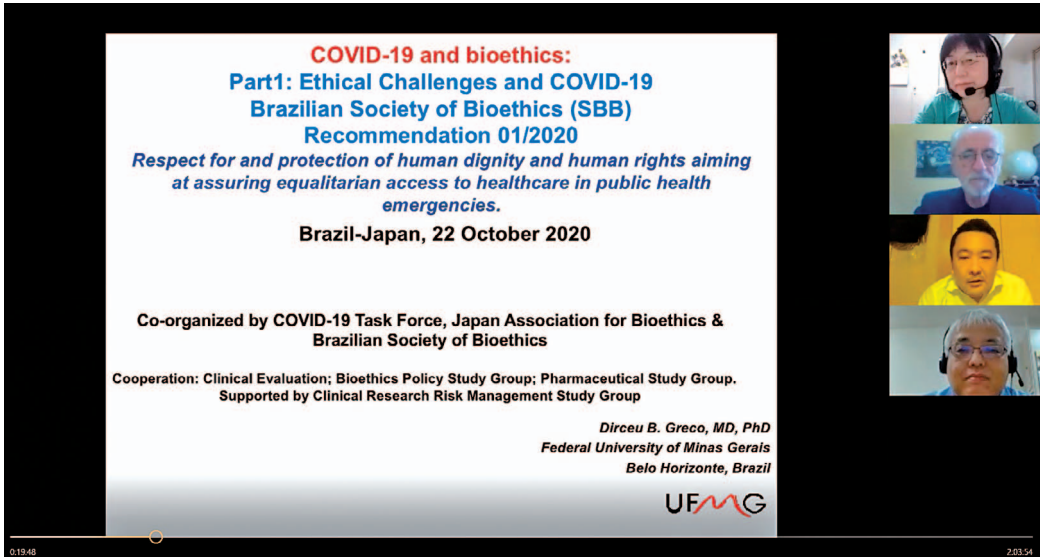 COVID-19 and bioethics:
Part1: Ethical Challenges and COVID-19
Brazilian Society of Bioethics (SBB)
Recommendation 01/2020
Respect for and protection of human dignity and human rights aiming
at assuring equalitarian access to healthcare in public health
emergencies.
Brazil-Japan, 22 October 2020
Co-organized by COVID-19 Task Force, Japan Association for Bioethics &
Brazilian Society of Bioethics
Cooperation: Clinical Evaluation; Bioethics Policy Study Group; Pharmaceutical Study Group.
Supported by Clinical Research Risk Management Study Group
Dirceu B. Greco, MD, PhD
Federal University of Minas Gerais
Belo Horizonte, Brazil
UFMG
0:19:48
2:03:54